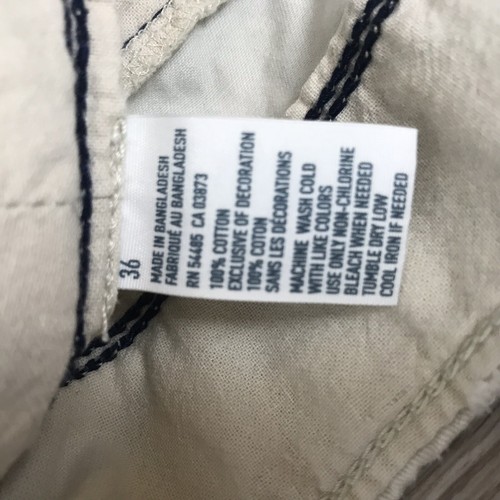 36
MADE IN BANGLADESH
FABRIQUÉ AU BANGLADESH
RN 54485 CA 03873
100% COTTON
EXCLUSIVE OF DECORATION
100% COTON
SANS LES DÉCORATIONS
MACHINE WASH COLD
WITH LIKE COLORS
USE ONLY NON-CHLORINE
BLEACH WHEN NEEDED
TUMBLE DRY LOW
COOL IRON IF NEEDED